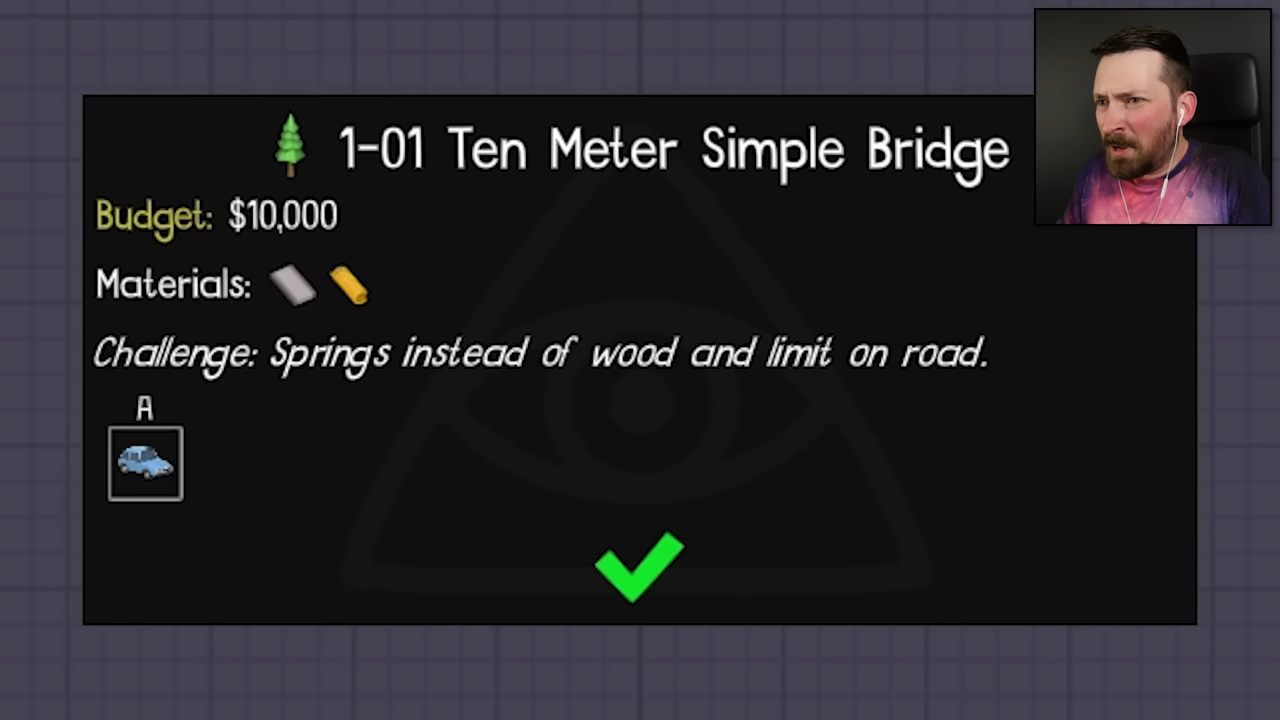 1-01 Ten Meter Simple Bridge
Budget: $10,000
Materials:
Challenge: Springs instead of wood and limit on road.
A